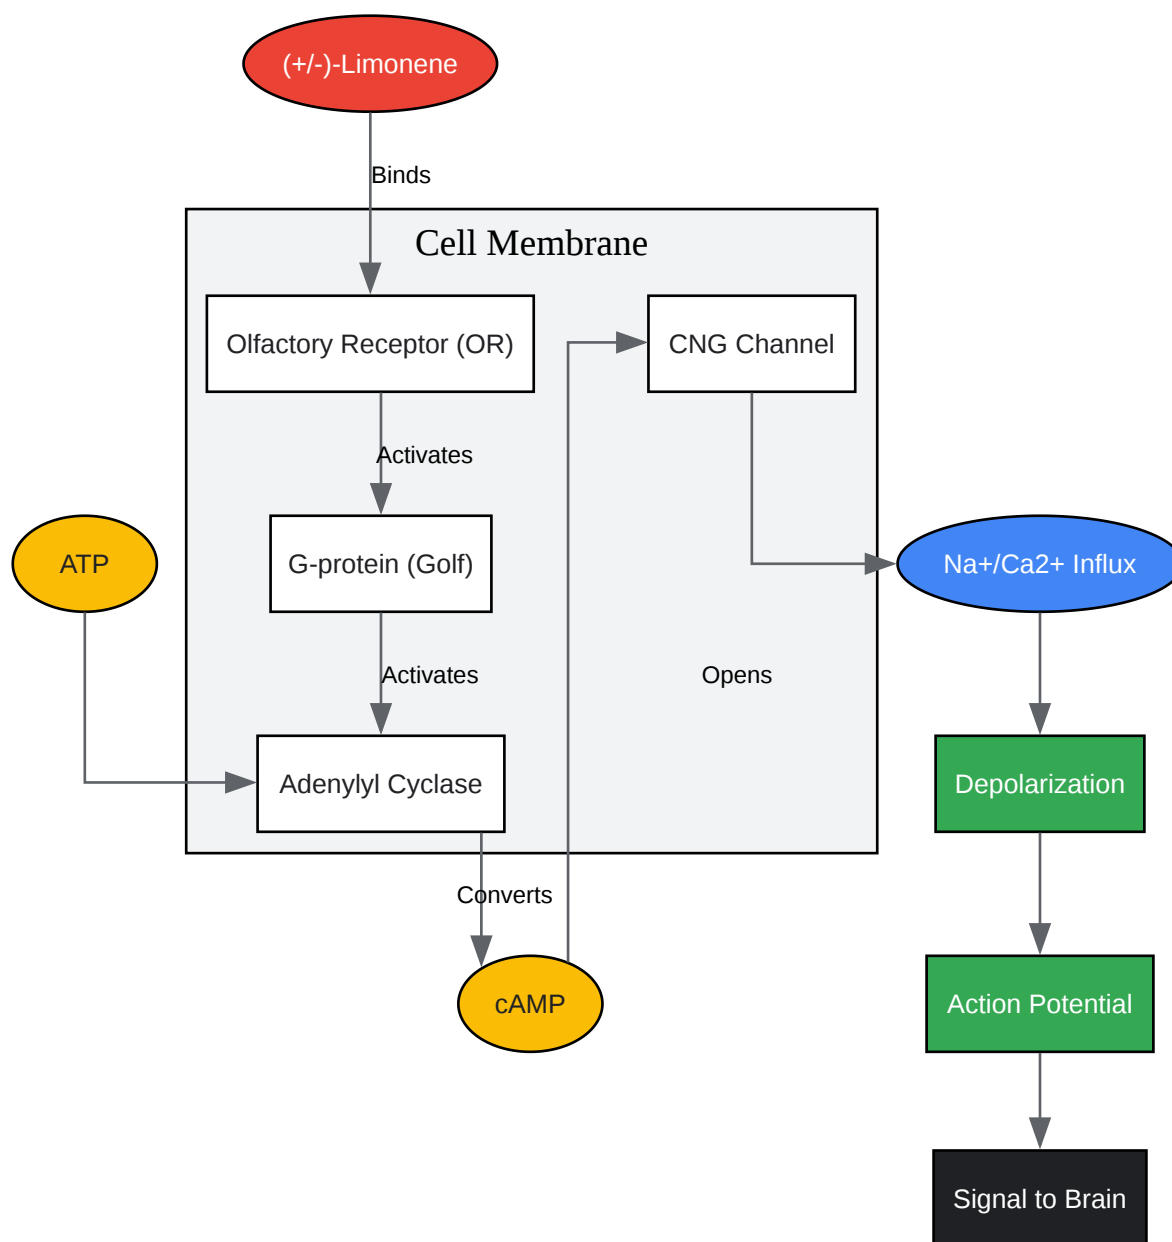 (+/-)-Limonene
Binds
Cell Membrane
Olfactory Receptor (OR)
CNG Channel
Activates
ATP
G-protein (Golf)
Na+/Ca2+ Influx
Activates
Opens
Adenylyl Cyclase
Depolarization
Converts
cAMP
Action Potential
Signal to Brain